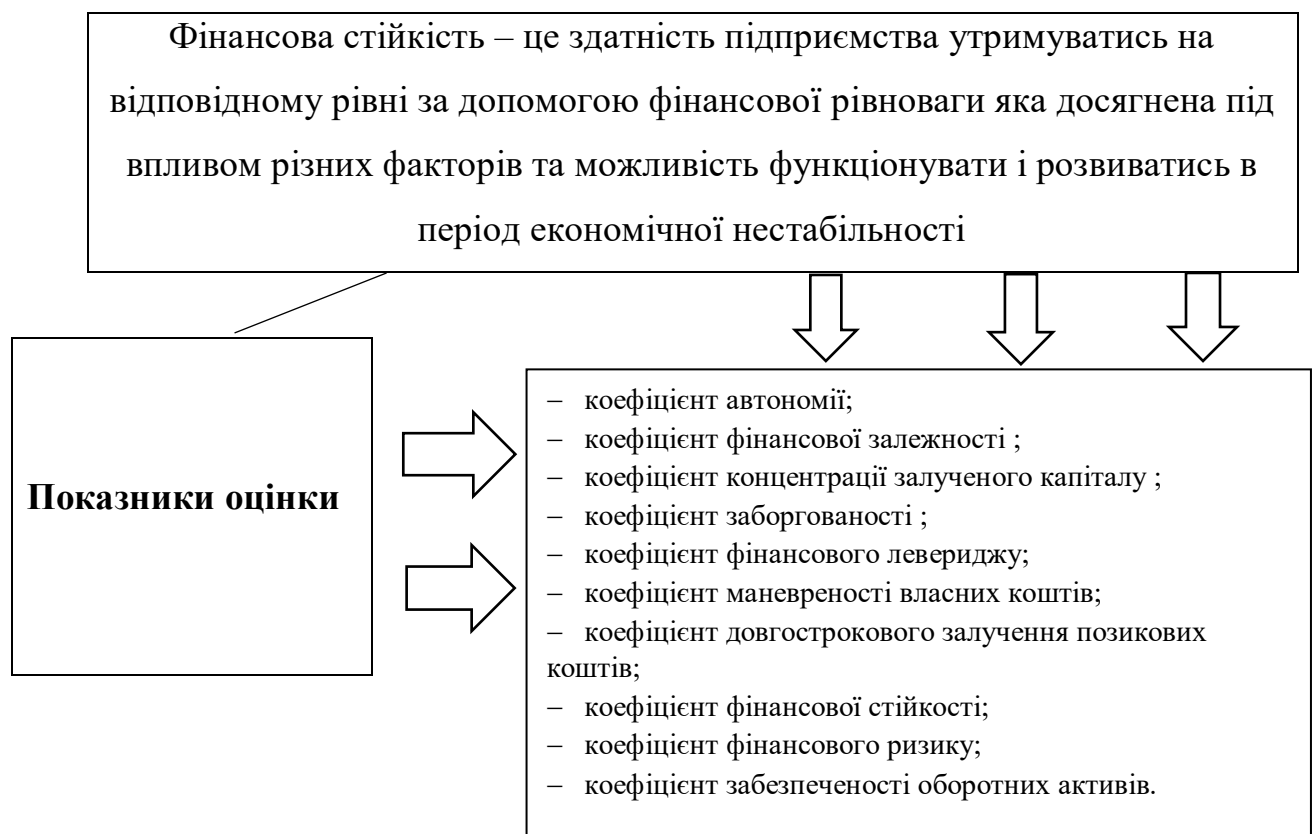 Фінансова стійкість – це здатність підприємства утримуватись на
відповідному рівні за допомогою фінансової рівноваги яка досягнена під
впливом різних факторів та можливість функціонувати і розвиватись в
період економічної нестабільності
Показники оцінки
− коефіцієнт автономії;
− коефіцієнт фінансової залежності ;
− коефіцієнт концентрації залученого капіталу ;
− коефіцієнт заборгованості ;
− коефіцієнт фінансового левериджу;
− коефіцієнт маневреності власних коштів;
− коефіцієнт довгострокового залучення позикових
коштів;
− коефіцієнт фінансової стійкості;
− коефіцієнт фінансового ризику;
− коефіцієнт забезпеченості оборотних активів.